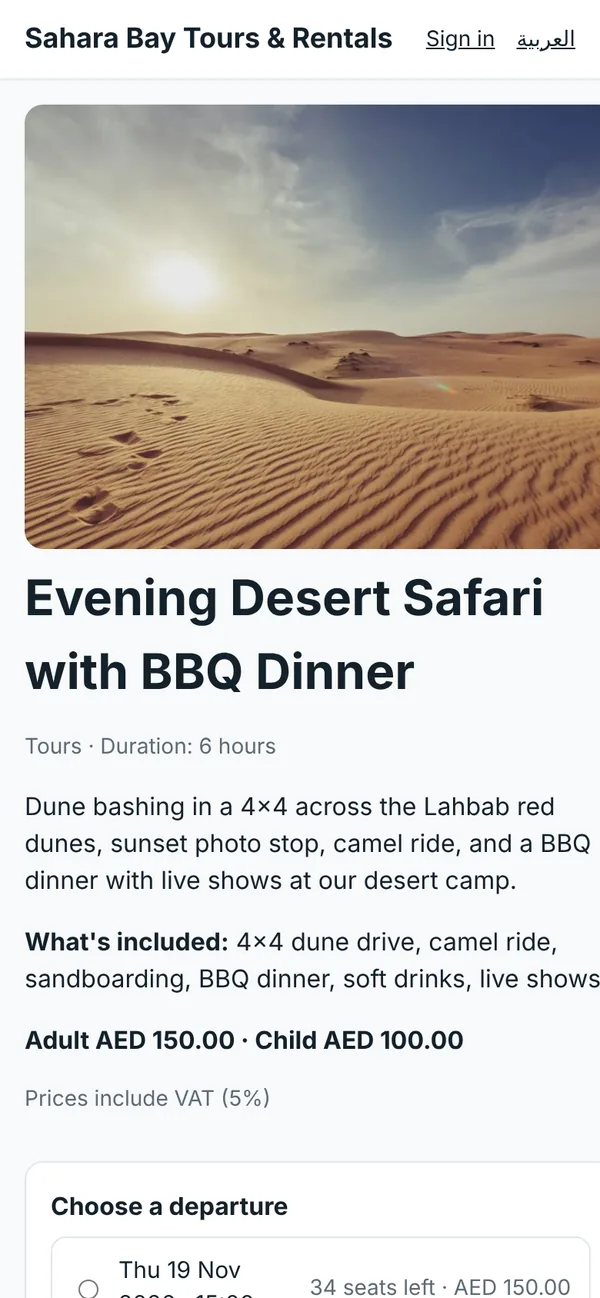 Sahara Bay Tours & Rentals
Sign in
العربية
Evening Desert Safari
with BBQ Dinner
Tours · Duration: 6 hours
Dune bashing in a 4×4 across the Lahbab red
dunes, sunset photo stop, camel ride, and a BBQ
dinner with live shows at our desert camp.
What's included: 4×4 dune drive, camel ride,
sandboarding, BBQ dinner, soft drinks, live shows
Adult AED 150.00 · Child AED 100.00
Prices include VAT (5%)
Choose a departure
Thu 19 Nov
34 seats left · AED 150.00